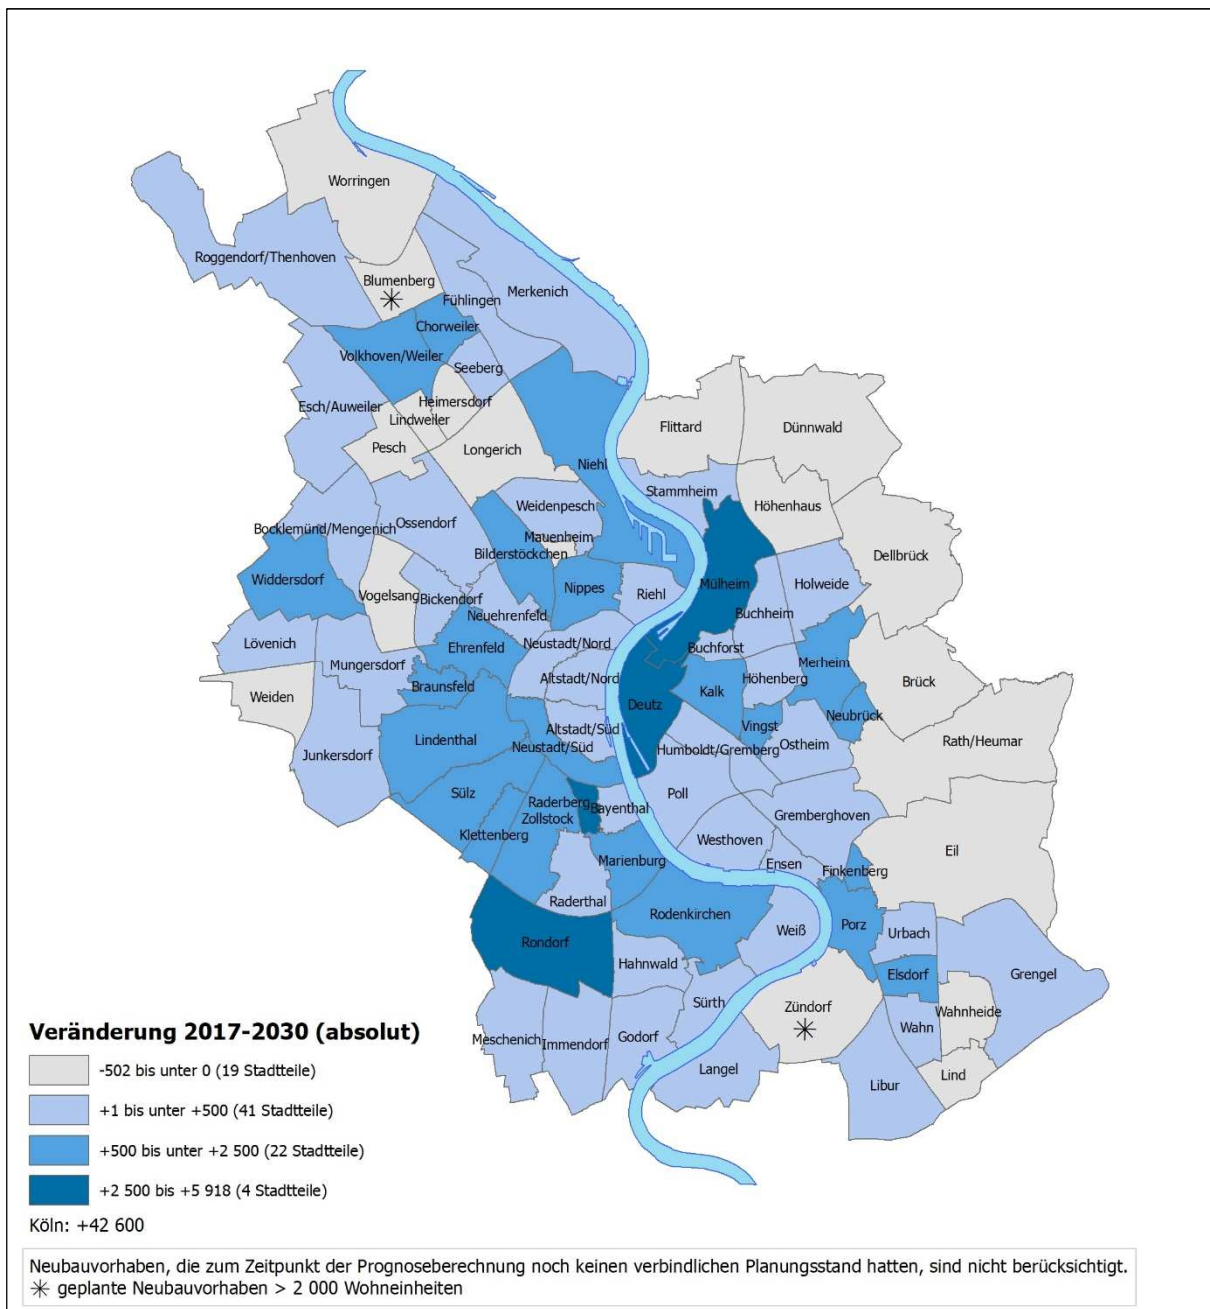 Worringen
Roggendorf/Thenhoven
Blumenberg
Fühlingen
Merkenich
Chorweiler
Volkhoven/Weiler
Seeberg
Heimersdorf
Esch/Auweiler
Lindweiler
Pesch
Longerich
Flittard
Dünnwald
Niehl
Stammheim
Höhenhaus
Weidenpesch
Ossendorf
Bocklemünd/Mengenich
Mauenheim
Bilderstöckchen
Dellbrück
Widdersdorf
Vogelsang
Bickendorf
Nippes
Riehl
Mülheim
Holweide
Neuehrenfeld
Buchheim
Lövenich
Ehrenfeld
Neustadt/Nord
Buchforst
Mungersdorf
Merheim
Altstadt/Nord
Höhenberg
Brück
Braunsfeld
Kalk
Weiden
Deutz
Neubrück
Vingst
Altstadt/Süd
Lindenthal
Neustadt/Süd
Ostheim
Rath/Heumar
Junkersdorf
Humboldt/Gremberg
Sülz
Poll
Raderberg
Bayenthal
Zollstock
Gremberghoven
Klettenberg
Westhoven
Eil
Marienburg
Ensen
Finkenberg
Raderthal
Rodenkirchen
Porz
Weiß
Urbach
Rondorf
Hahnwald
Elsdorf
Grengel
Sürth
Zündorf
Wahnheide
Wahn
Meschenich
Immendorf
Godorf
Langel
Lind
Libur
Veränderung 2017-2030 (absolut)
-502 bis unter 0 (19 Stadtteile)
+1 bis unter +500 (41 Stadtteile)
+500 bis unter +2 500 (22 Stadtteile)
+2 500 bis +5 918 (4 Stadtteile)
Köln: +42 600
Neubauvorhaben, die zum Zeitpunkt der Prognoseberechnung noch keinen verbindlichen Planungsstand hatten, sind nicht berücksichtigt.
geplante Neubauvorhaben > 2 000 Wohneinheiten